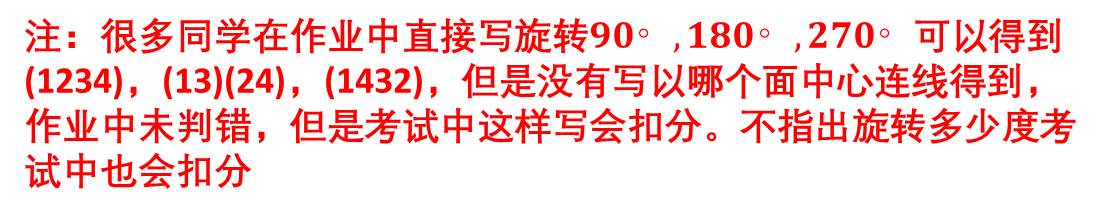 注：很多同学在作业中直接写旋转90°,180°,270° 可以得到
(1234)，(13)(24)，(1432)，但是没有写以哪个面中心连线得到，
作业中未判错，但是考试中这样写会扣分。不指出旋转多少度考
试中也会扣分